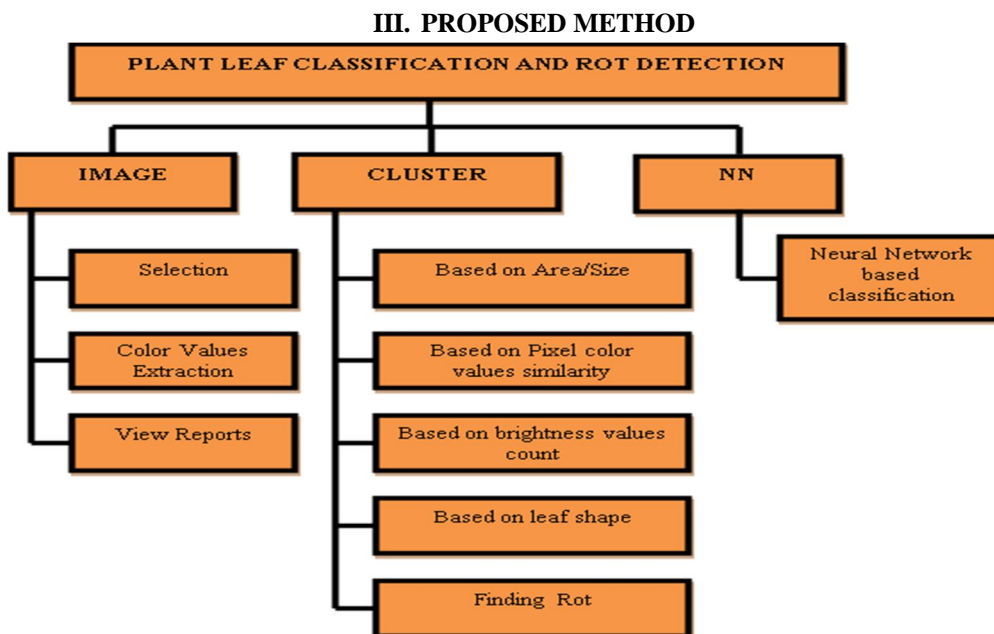 III. PROPOSED METHOD
PLANT LEAF CLASSIFICATION AND ROT DETECTION
IMAGE
CLUSTER
NN
Selection
Color Values
Extraction
View Reports
Based on Area/Size
Based on Pixel color
values similarity
Based on brightness values
count
Based on leaf shape
Finding Rot
Neural Network
based
classification